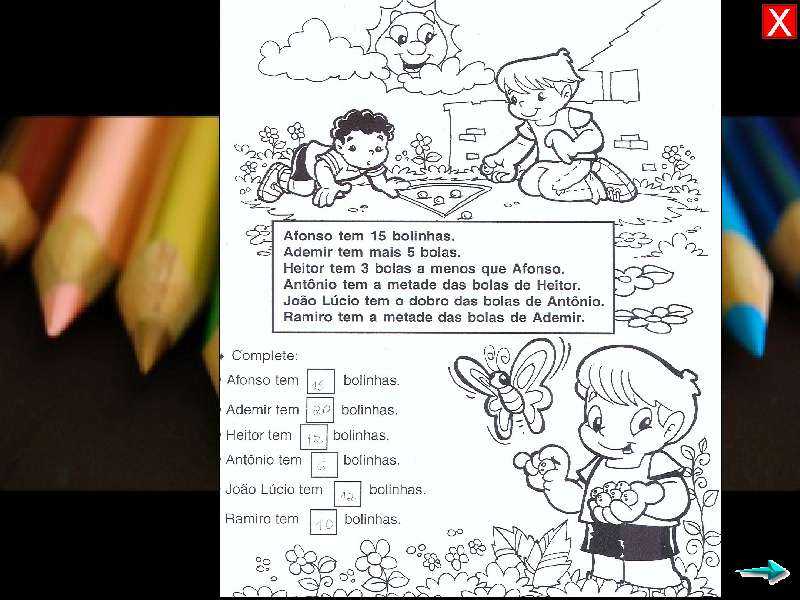 X
Afonso tem 15 bolinhas.
Ademir tem mais 5 bolas.
Heitor tem 3 bolas a menos que Afonso.
Antônio tem a metade das bolas de Heitor.
João Lúcio tem o dobro das bolas de Antônio.
Ramiro tem a metade das bolas de Ademir.
Complete:
Afonso tem 15 bolinhas.
Ademir tem 20 bolinhas.
Heitor tem 12 bolinhas.
Antônio tem bolinhas.
João Lúcio tem 12 bolinhas.
Ramiro tem 10 bolinhas.